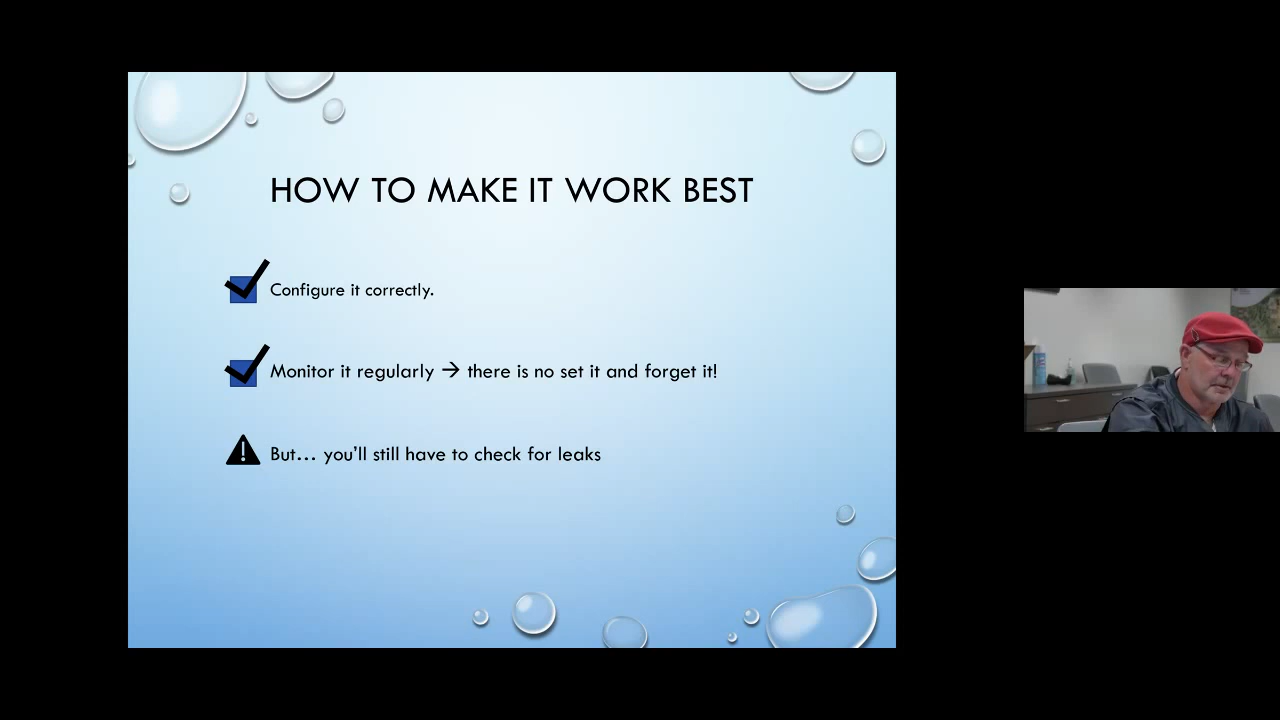 HOW TO MAKE IT WORK BEST
Configure it correctly.
Monitor it regularly → there is no set it and forget it!
But... you'll still have to check for leaks